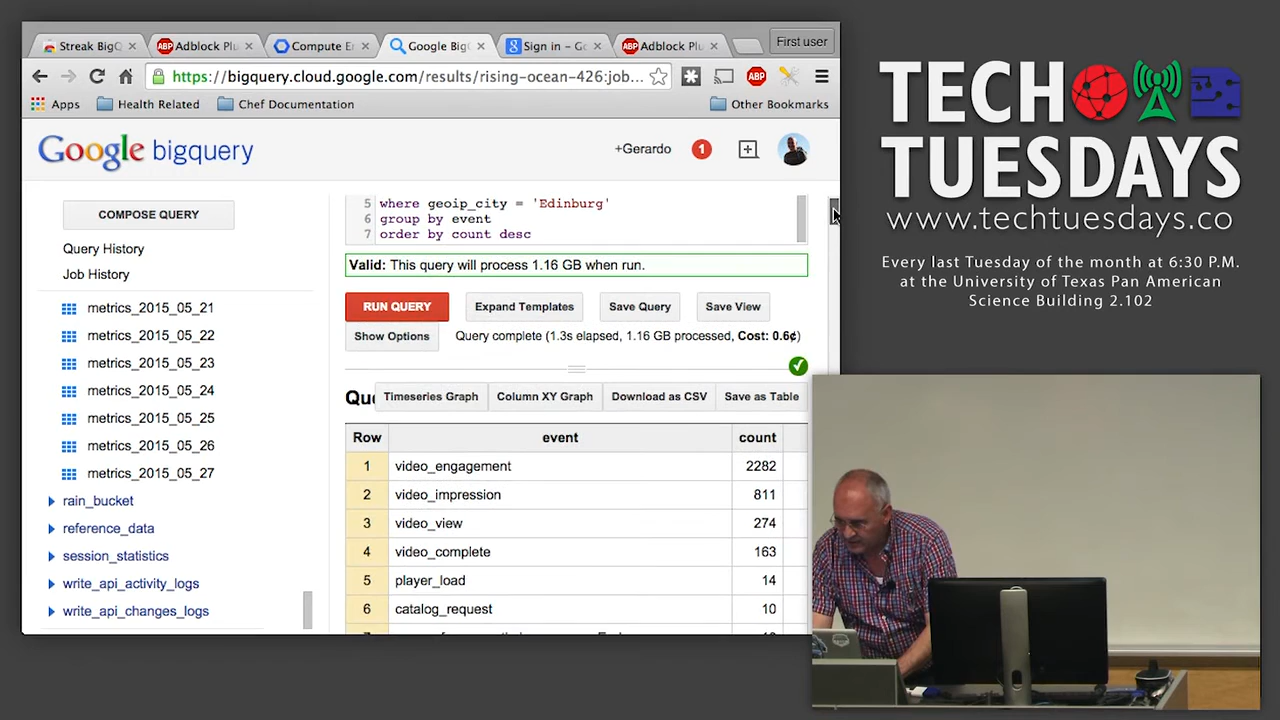 Streak BigQ
Adblock Plu
Compute E
Google BigQ
Sign in – Go
Adblock Plu
First user
https://bigquery.cloud.google.com/results/rising-ocean-426:job...
ABP
Apps
Health Related
Chef Documentation
Other Bookmarks
Google bigquery
+Gerardo
1
COMPOSE QUERY
Query History
Job History
metrics_2015_05_21
metrics_2015_05_22
metrics_2015_05_23
metrics_2015_05_24
metrics_2015_05_25
metrics_2015_05_26
metrics_2015_05_27
rain_bucket
reference_data
session_statistics
write_api_activity_logs
write_api_changes_logs
5 where geoip_city = 'Edinburg'
6 group by event
7 order by count desc
Valid: This query will process 1.16 GB when run.
RUN QUERY
Expand Templates
Save Query
Save View
Show Options
Query complete (1.3s elapsed, 1.16 GB processed, Cost: 0.6¢)
Timeseries Graph
Column XY Graph
Download as CSV
Save as Table
Row event count
1 video_engagement 2282
2 video_impression 811
3 video_view 274
4 video_complete 163
5 player_load 14
6 catalog_request 10
TECH
TUESDAYS
www.techtuesdays.co
Every last Tuesday of the month at 6:30 P.M.
at the University of Texas Pan American
Science Building 2.102